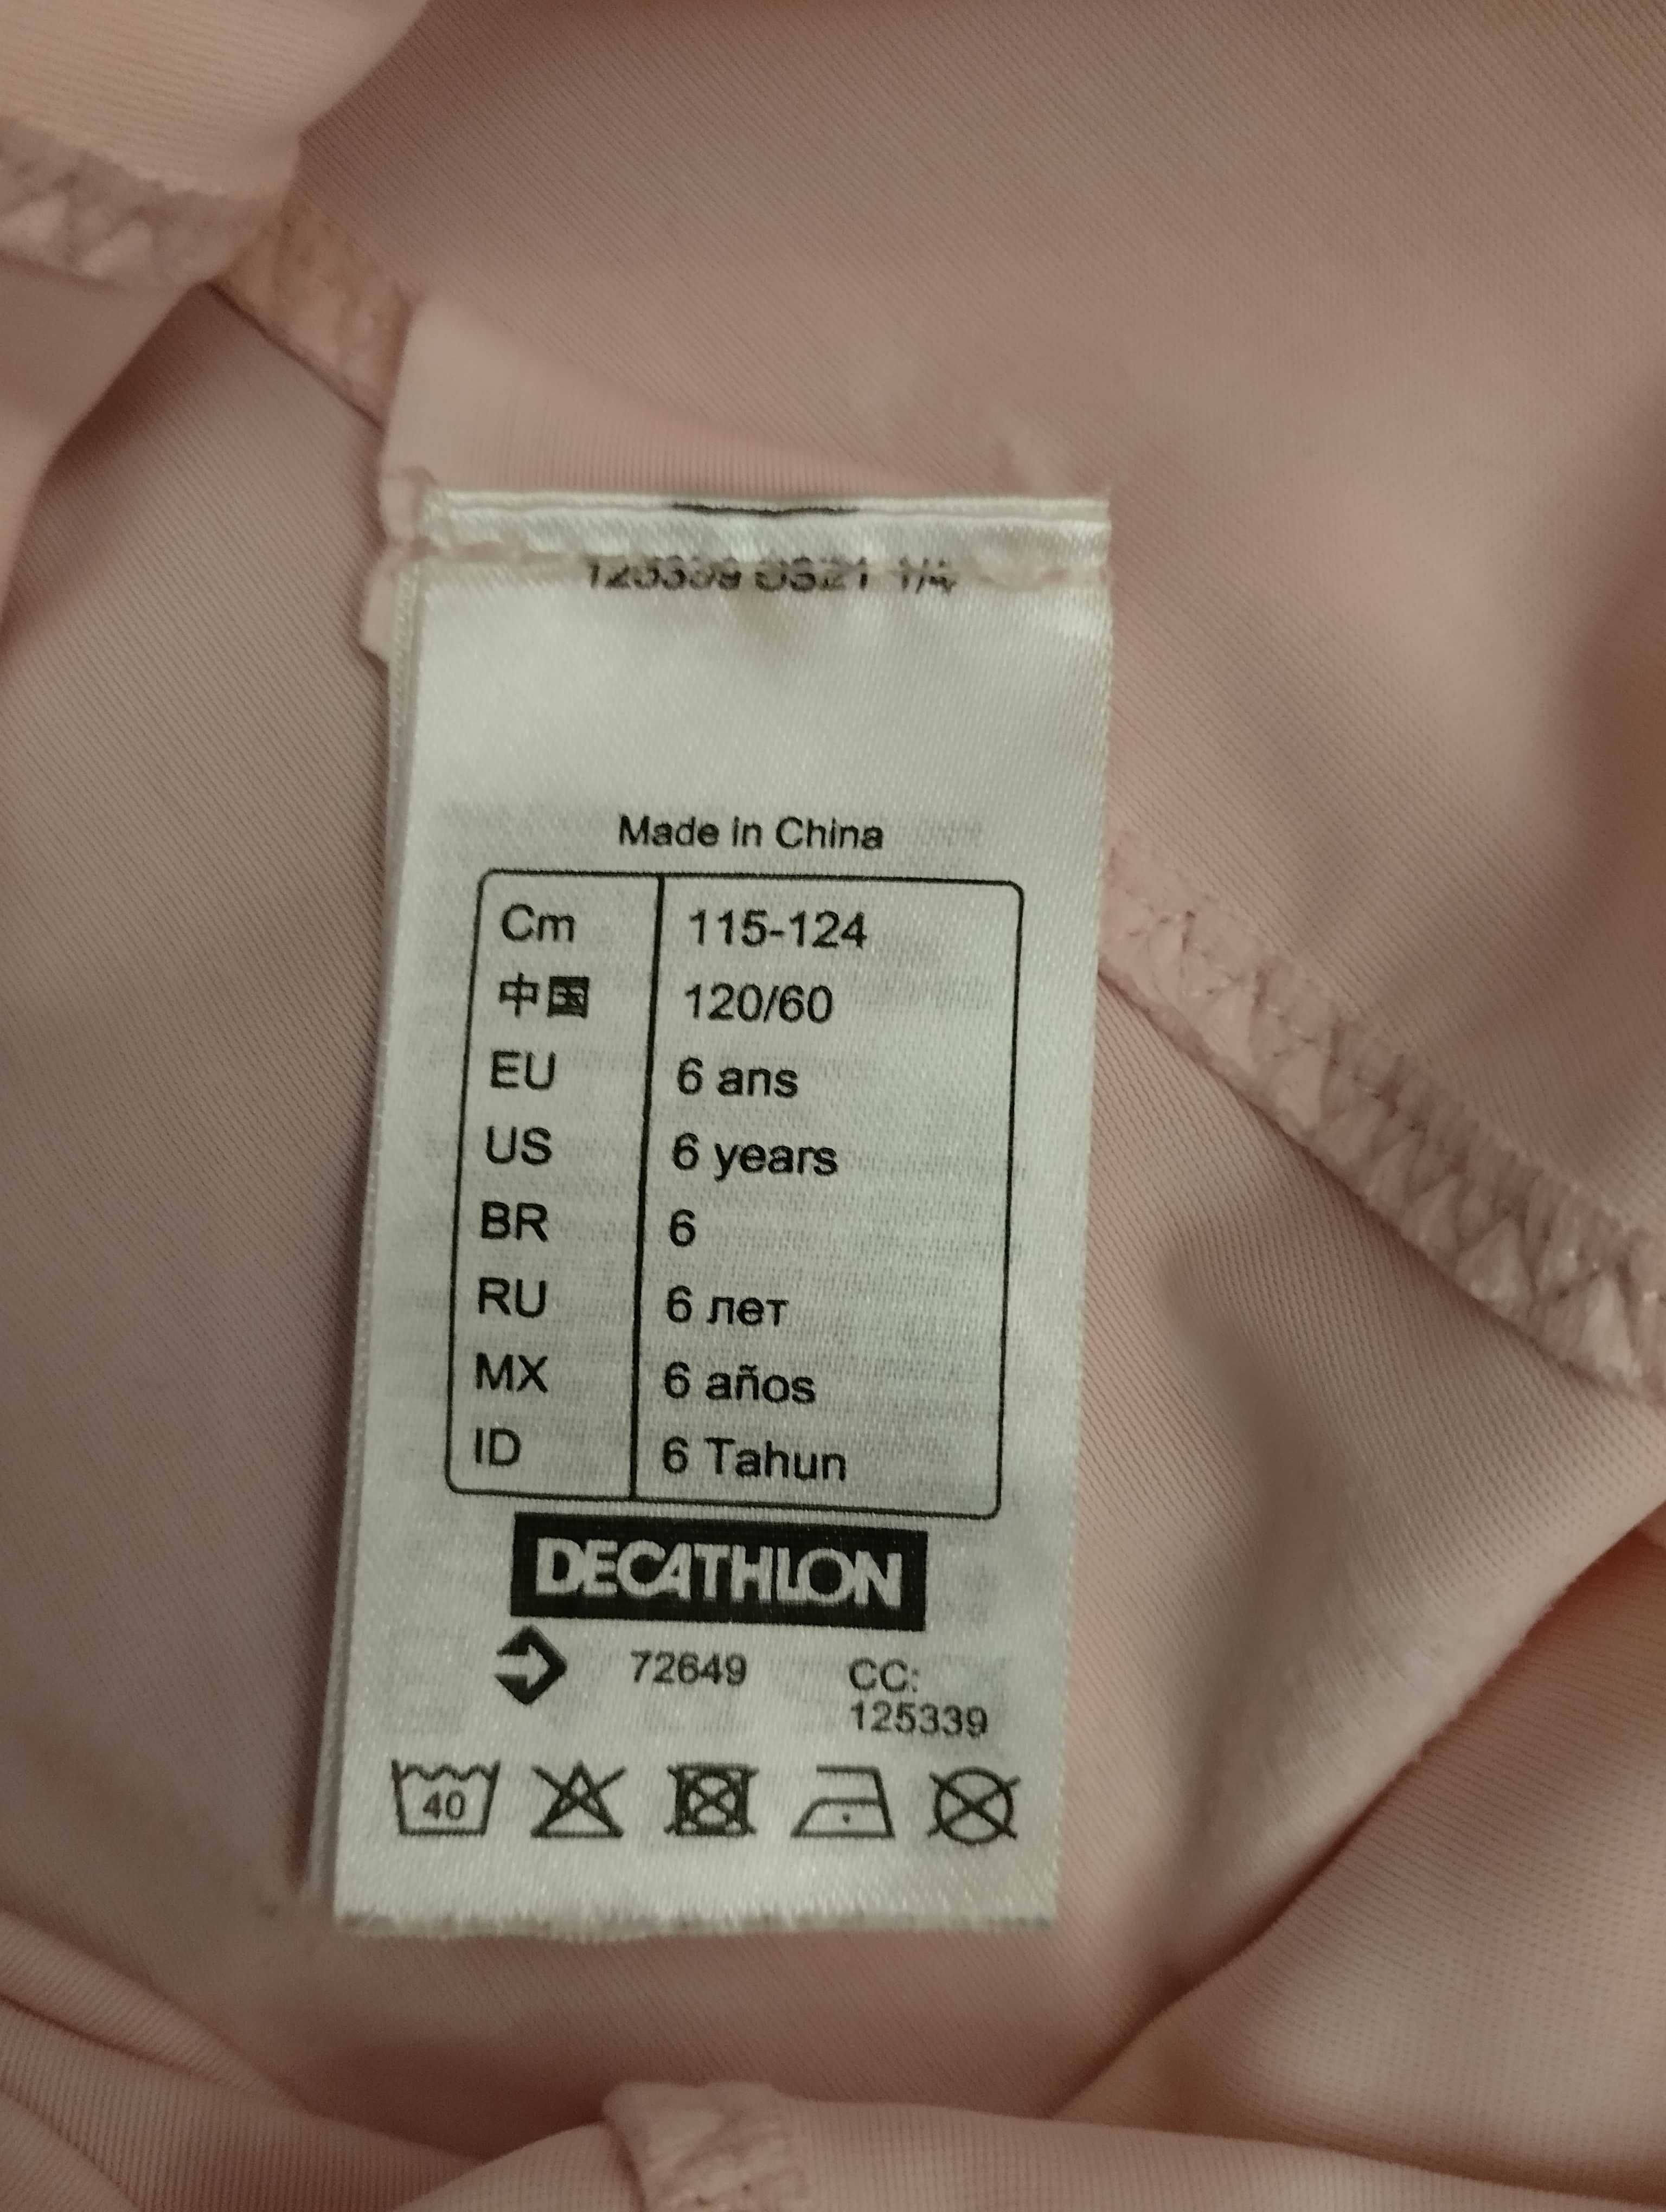 Made in China
Cm 115-124
中国 120/60
EU 6 ans
US 6 years
BR 6
RU 6 лет
MX 6 años
ID 6 Tahun
DECATHLON
72649 CC:
125339
40